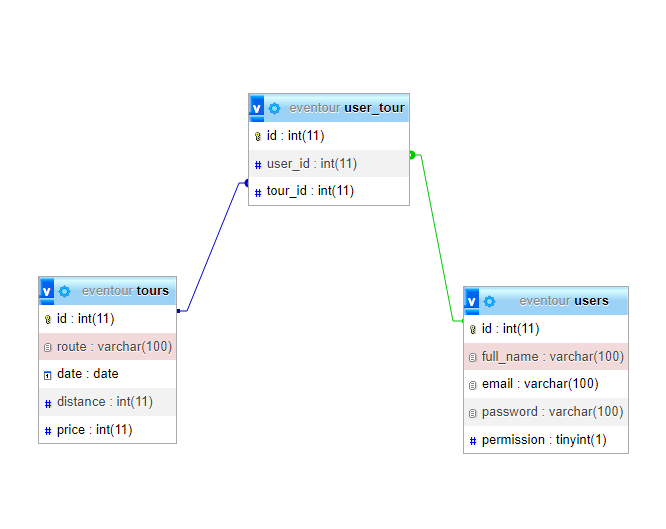 v eventour user_tour
id : int(11)
# user_id : int(11)
# tour_id : int(11)
v eventour tours
id : int(11)
route : varchar(100)
1 date : date
# distance : int(11)
# price : int(11)
v eventour users
id : int(11)
full_name : varchar(100)
email : varchar(100)
password : varchar(100)
# permission : tinyint(1)